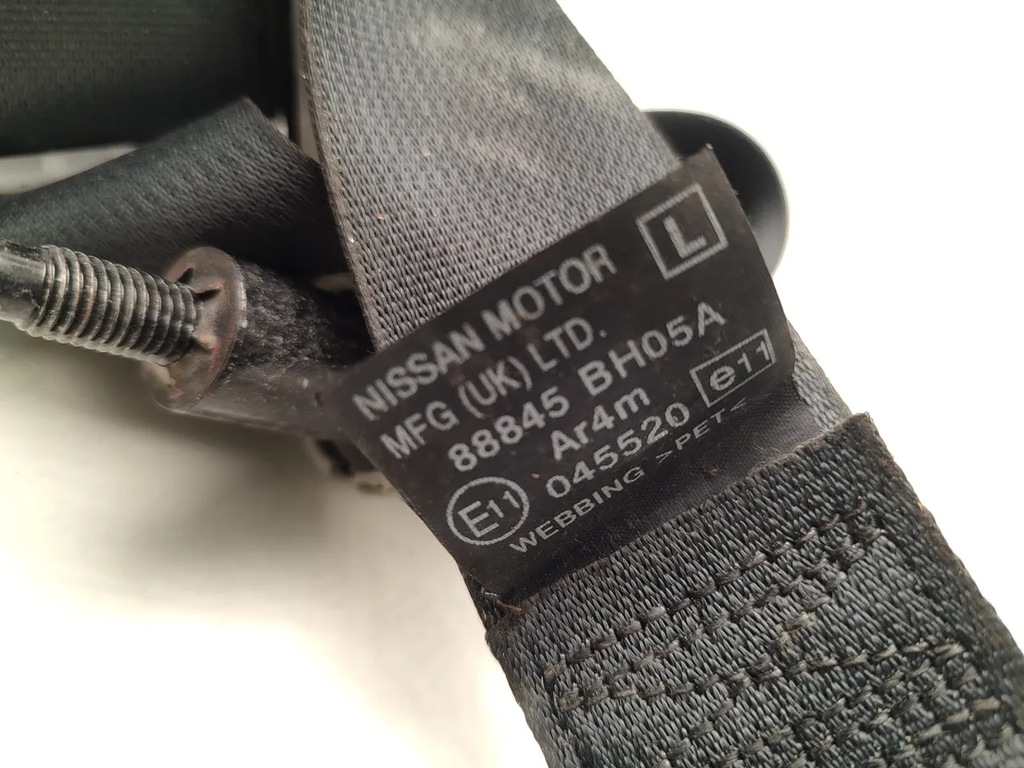 NISSAN MOTOR L
MFG (UK) LTD.
88845 BH05A
Ar4m
E11 045520 e11
WEBBING >PET<